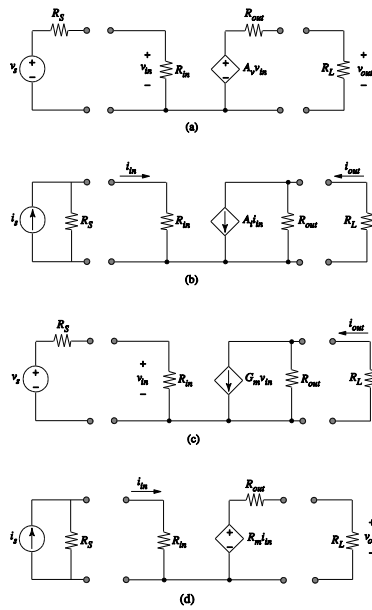 R_S R_out
v_s + − + v_in − R_in + − A_v v_in R_L + v_out −
(a)
i_in i_out
i_s R_S R_in A_i i_in R_out R_L
(b)
R_S i_out
v_s + − + v_in − R_in G_m v_in R_out R_L
(c)
i_in R_out
i_s R_S R_in + − R_m i_in R_L + v_o −
(d)